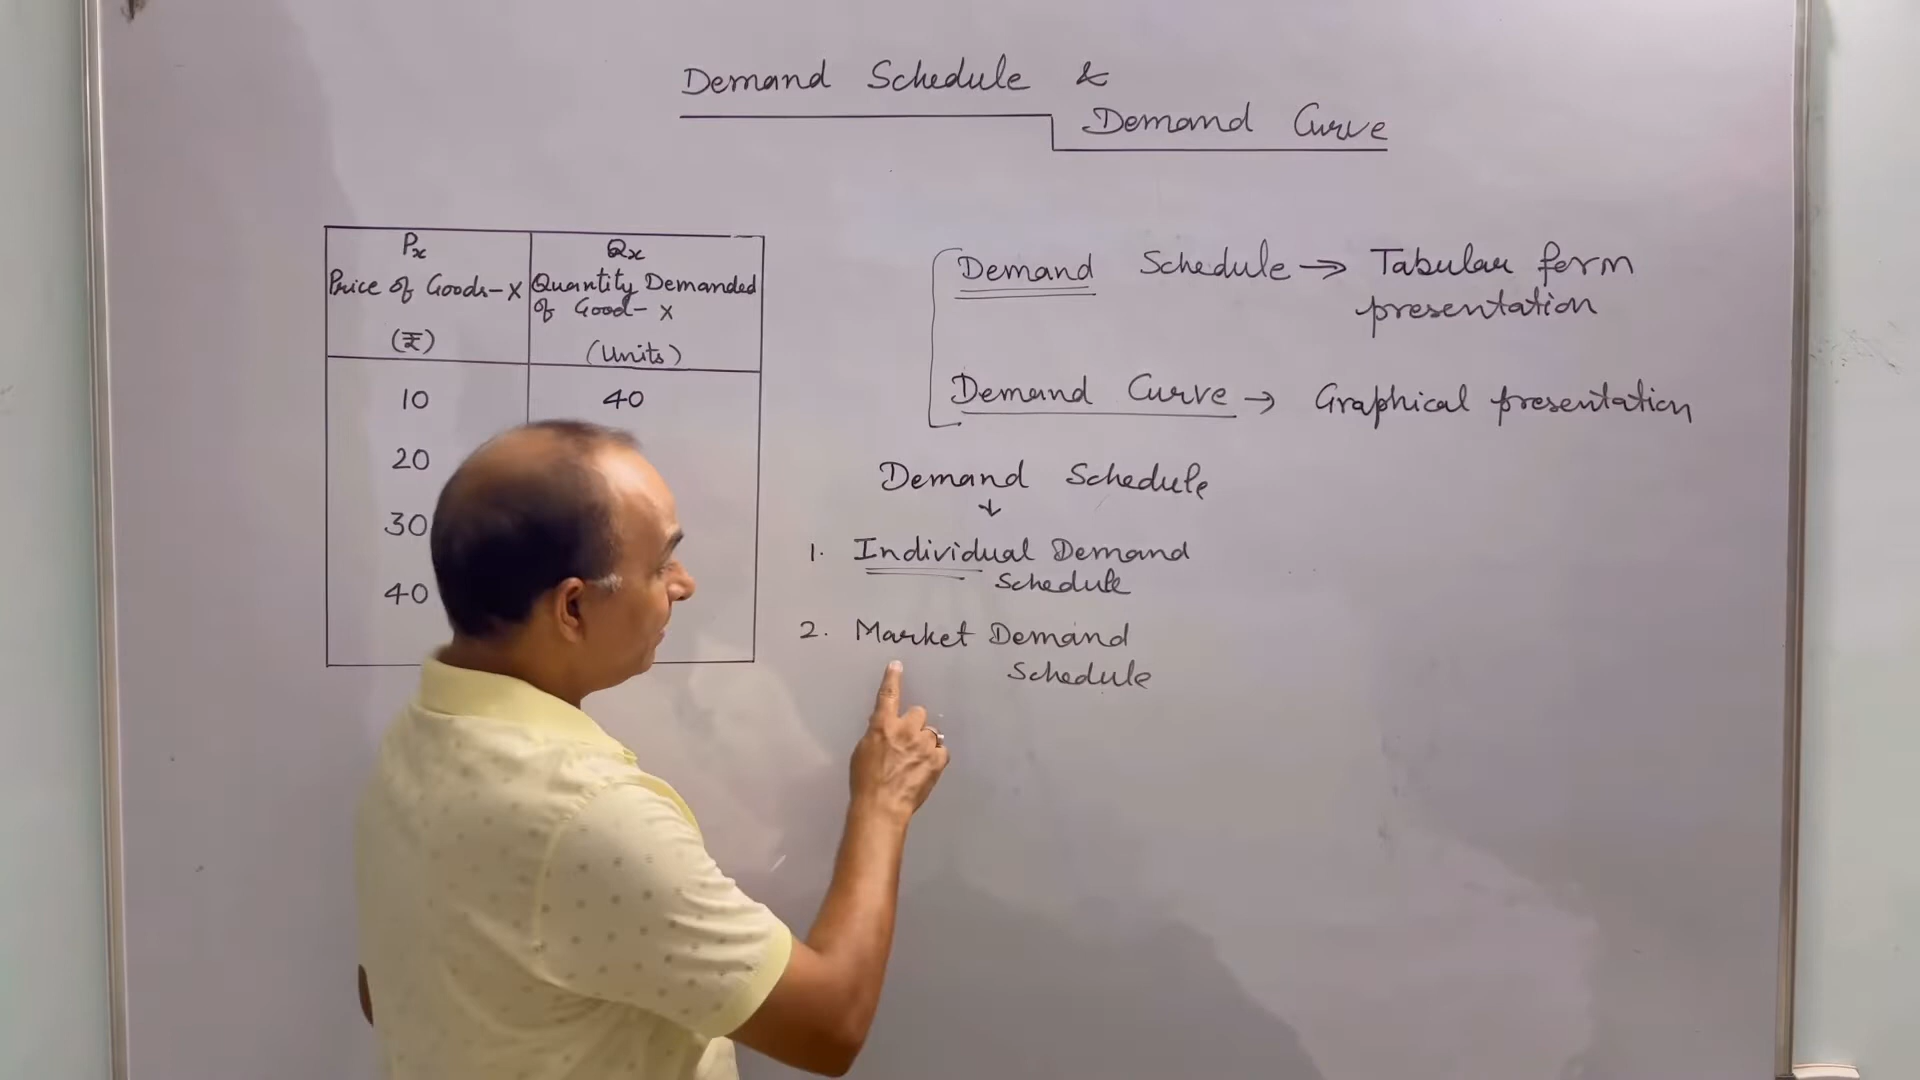 Demand Schedule &
Demand Curve
Px
Price of Goods-X
(₹)
Qx
Quantity Demanded
of Good- X
(Units)
10 40
20
30
40
Demand Schedule → Tabular form
presentation
Demand Curve → Graphical presentation
Demand Schedule
↓
1. Individual Demand
Schedule
2. Market Demand
Schedule